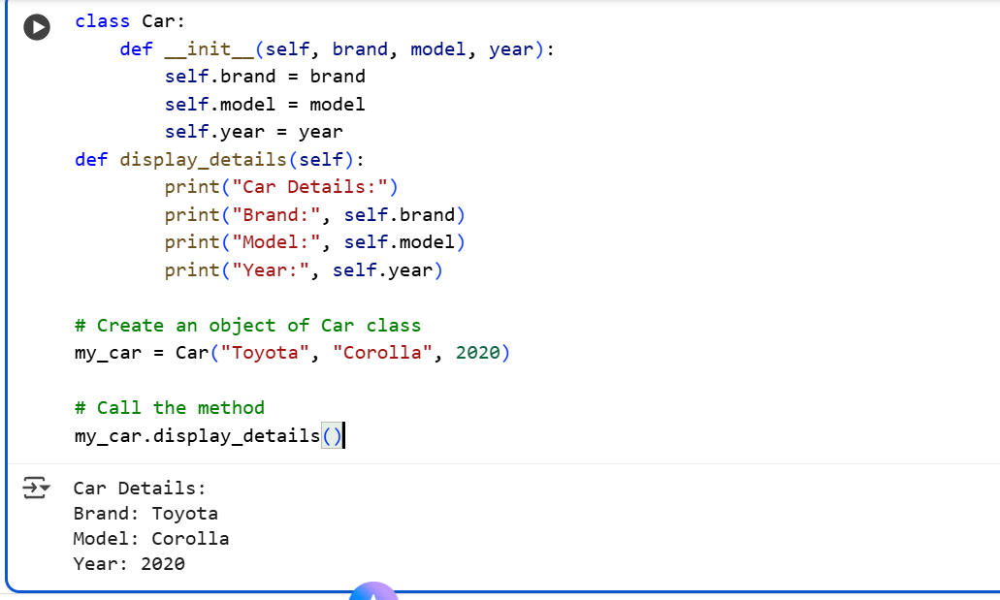 class Car:
    def __init__(self, brand, model, year):
        self.brand = brand
        self.model = model
        self.year = year
def display_details(self):
        print("Car Details:")
        print("Brand:", self.brand)
        print("Model:", self.model)
        print("Year:", self.year)

# Create an object of Car class
my_car = Car("Toyota", "Corolla", 2020)

# Call the method
my_car.display_details()
Car Details:
Brand: Toyota
Model: Corolla
Year: 2020